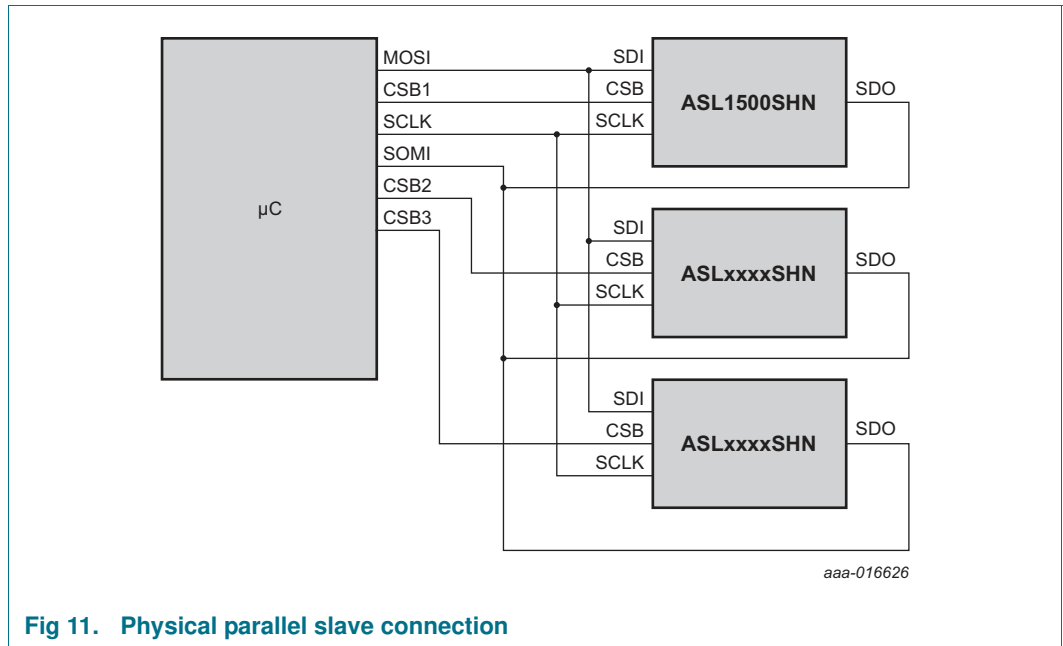 MOSI
CSB1
SCLK
SOMI
CSB2
CSB3
µC
SDI
CSB
SCLK
ASL1500SHN
SDO
SDI
CSB
SCLK
ASLxxxxSHN
SDO
SDI
CSB
SCLK
ASLxxxxSHN
SDO
aaa-016626
Fig 11. Physical parallel slave connection